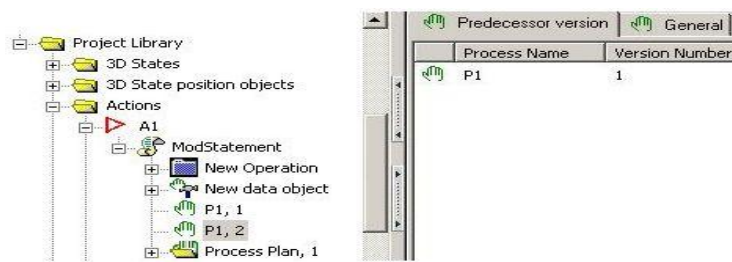 Project Library
3D States
3D State position objects
Actions
A1
ModStatement
New Operation
New data object
P1, 1
P1, 2
Process Plan, 1
Predecessor version General
Process Name Version Number
P1 1